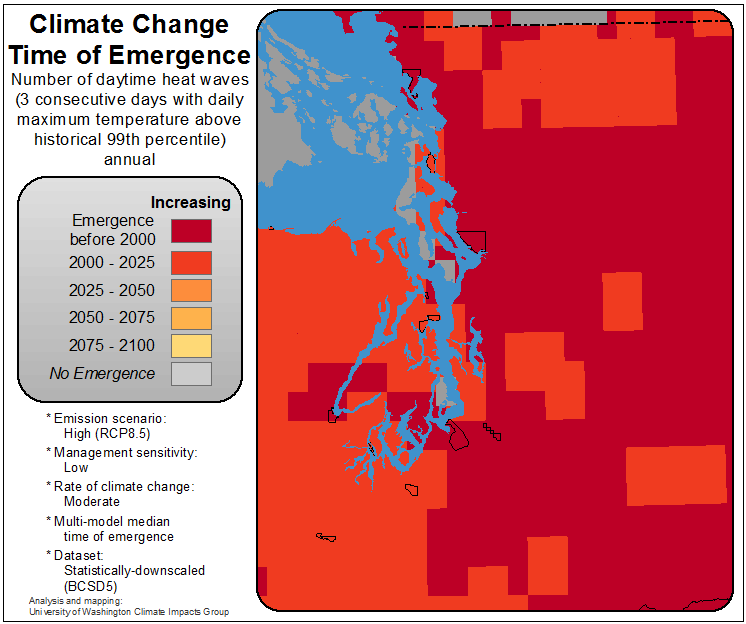 Climate Change
Time of Emergence
Number of daytime heat waves
(3 consecutive days with daily
maximum temperature above
historical 99th percentile)
annual
Increasing
Emergence
before 2000
2000 - 2025
2025 - 2050
2050 - 2075
2075 - 2100
No Emergence
* Emission scenario:
High (RCP8.5)
* Management sensitivity:
Low
* Rate of climate change:
Moderate
* Multi-model median
time of emergence
* Dataset:
Statistically-downscaled
(BCSD5)
Analysis and mapping:
University of Washington Climate Impacts Group